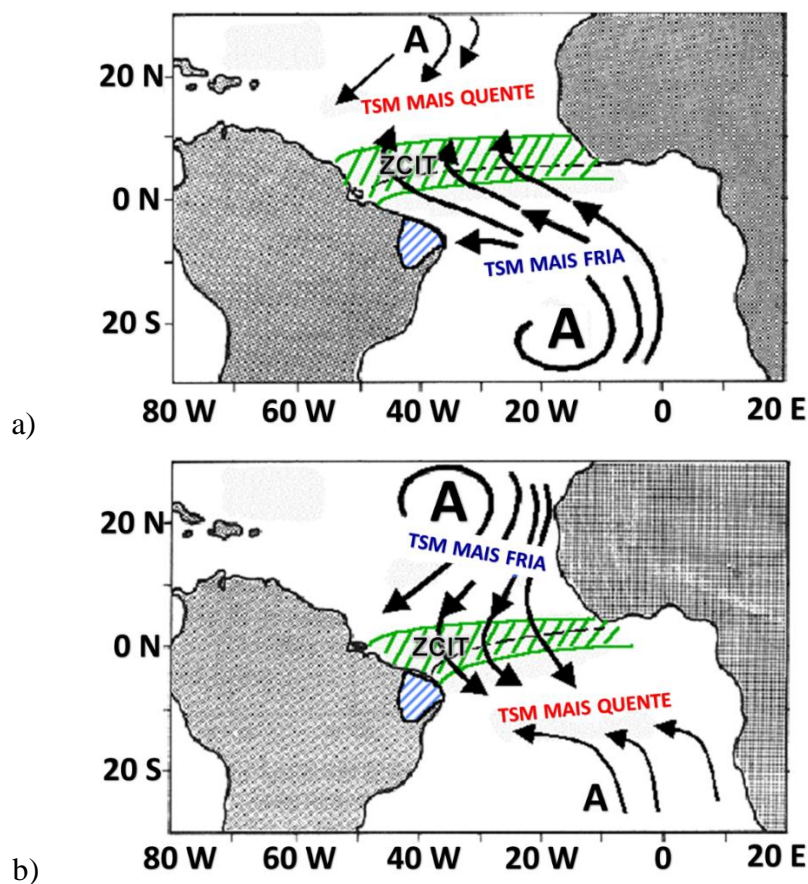 A
20 N
TSM MAIS QUENTE
ZCIT
0 N
TSM MAIS FRIA
20 S
A
80 W 60 W 40 W 20 W 0 20 E
a)
A
20 N
TSM MAIS FRIA
0 N
ZCIT
TSM MAIS QUENTE
20 S
A
80 W 60 W 40 W 20 W 0 20 E
b)